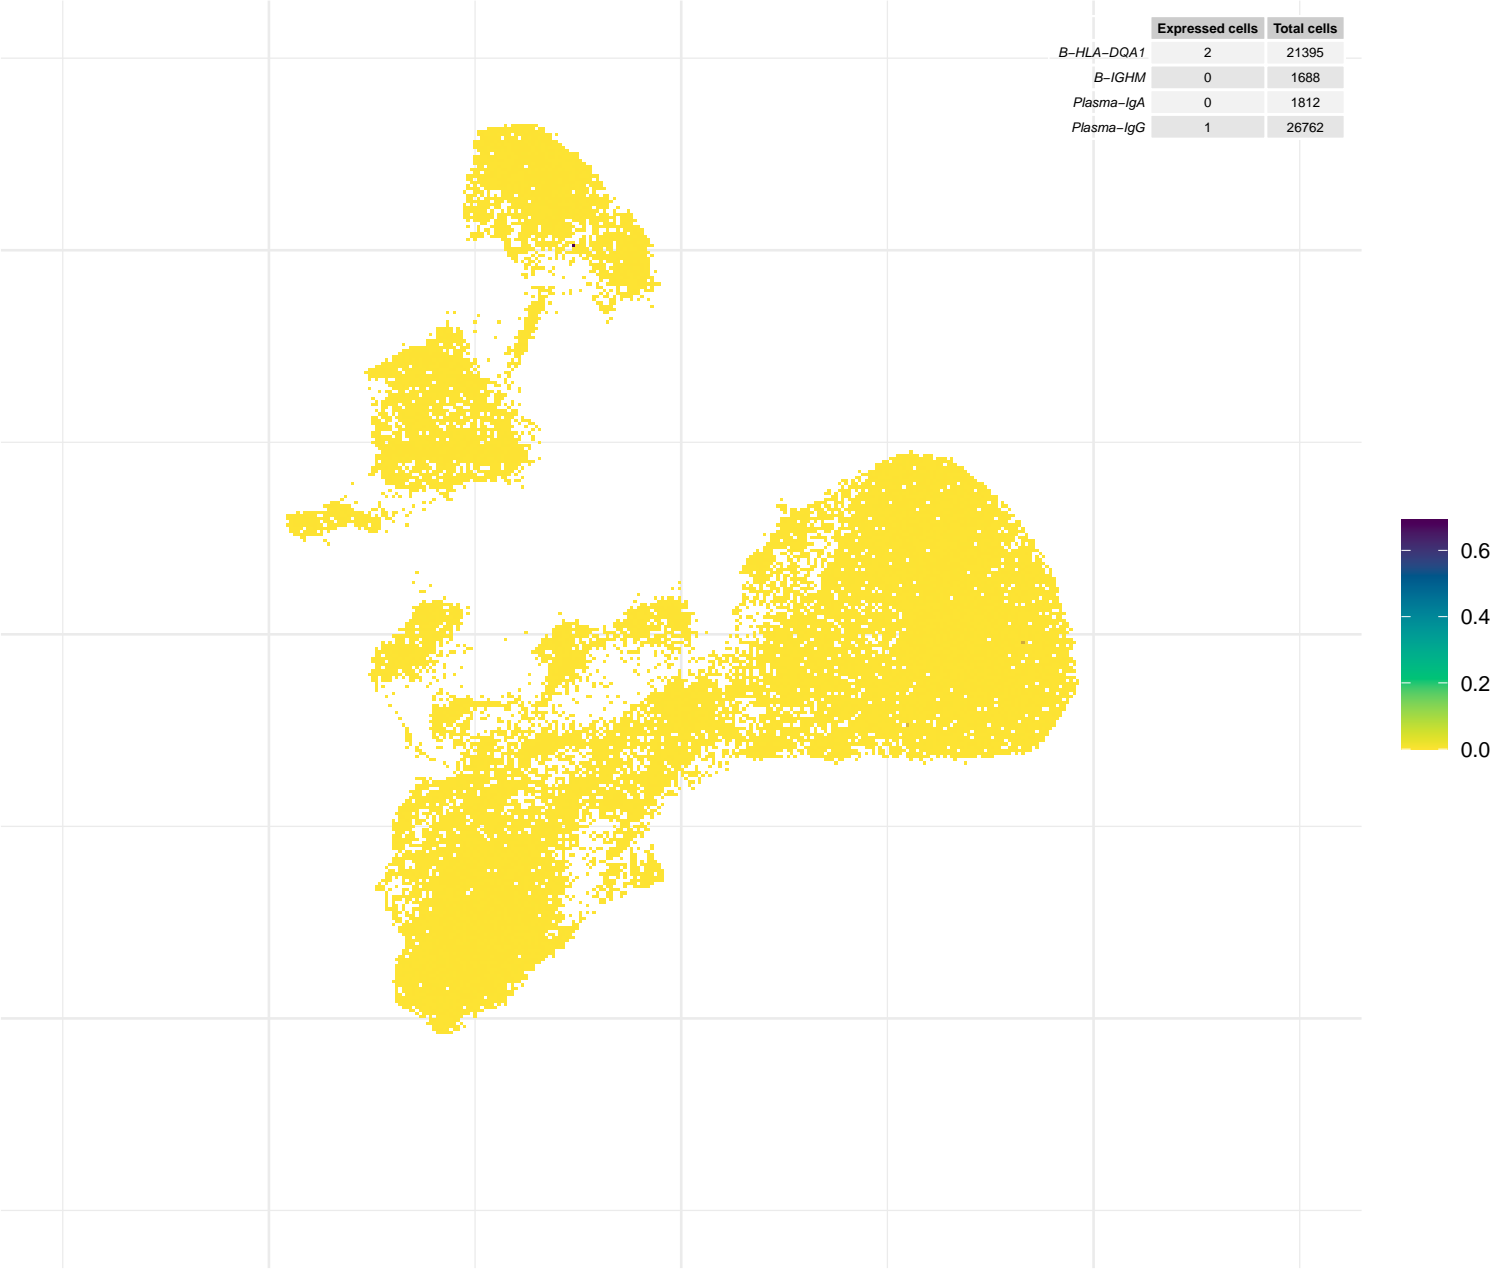 Expressed cells Total cells
B−HLA−DQA1 2 21395
B−IGHM 0 1688
Plasma−IgA 0 1812
Plasma−IgG 1 26762
0.6
0.4
0.2
0.0